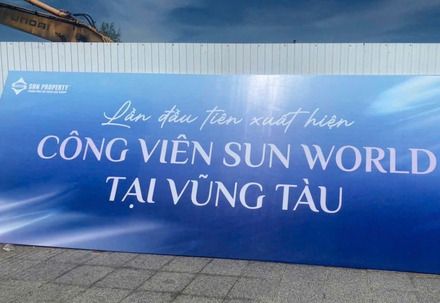 SUN PROPERTY
Lần đầu tiên xuất hiện
CÔNG VIÊN SUN WORLD
TẠI VŨNG TÀU